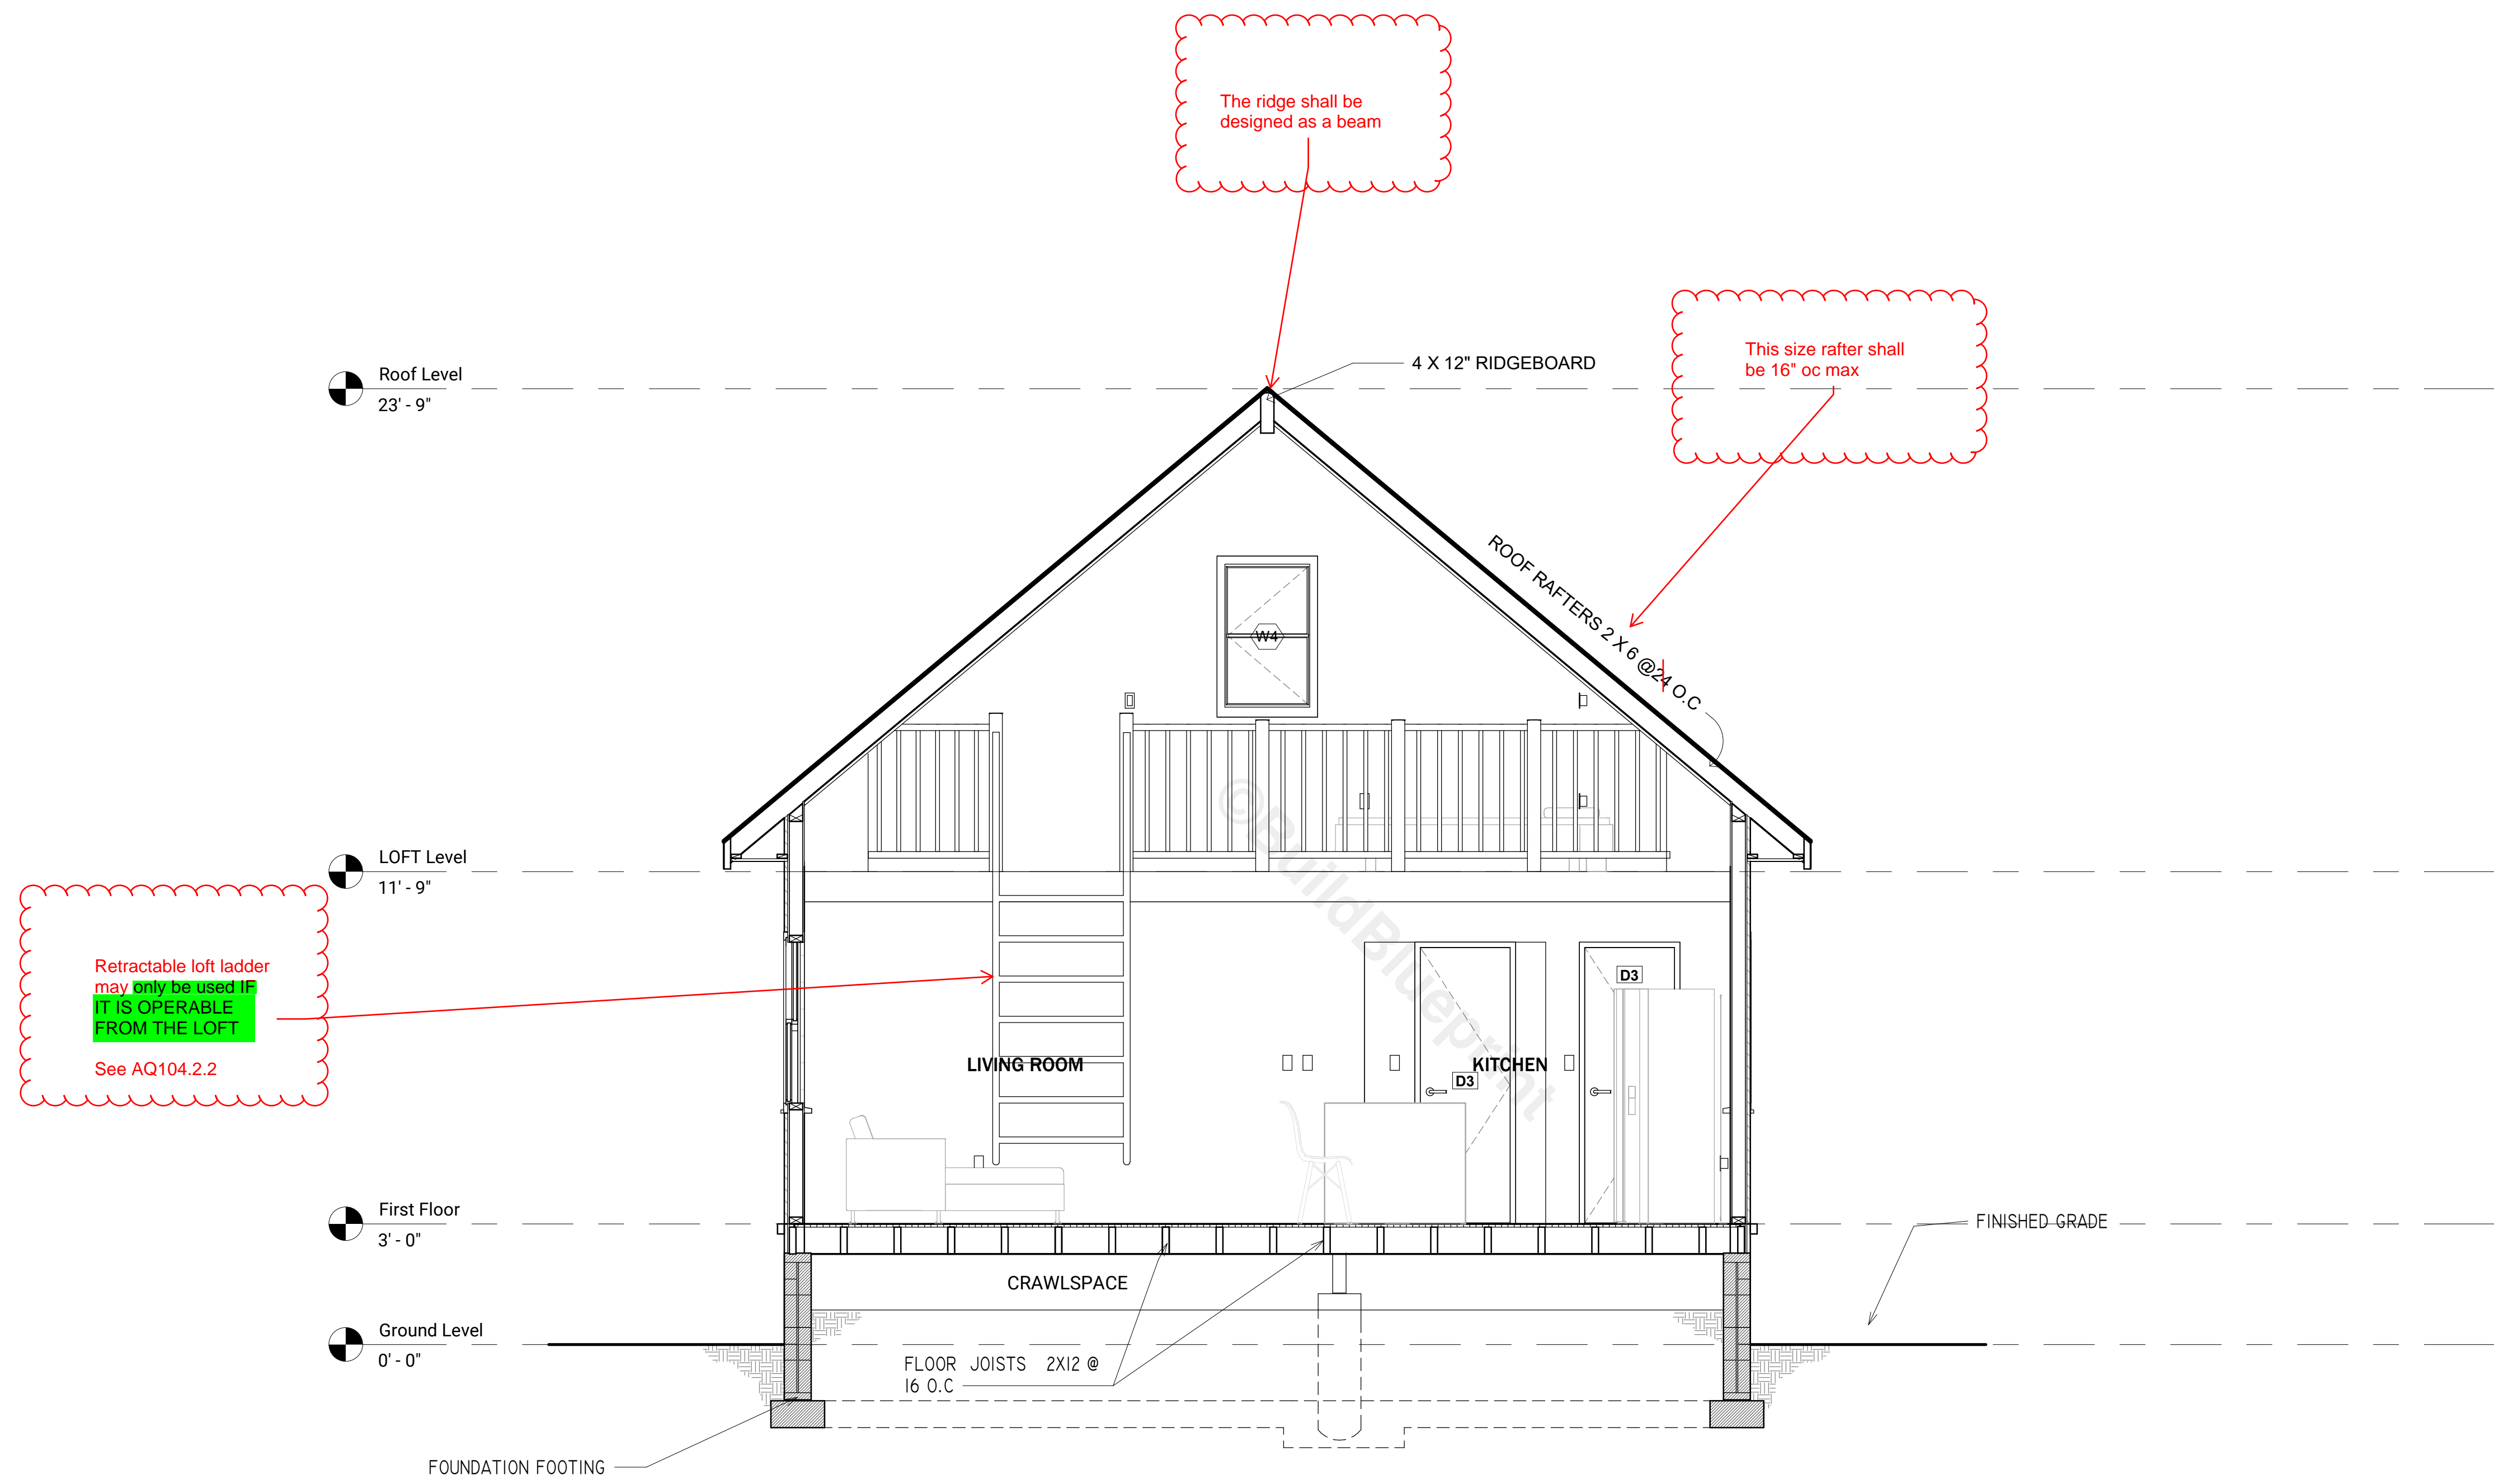 The ridge shall be
designed as a beam
This size rafter shall
be 16" oc max
4 X 12" RIDGEBOARD
Roof Level
23' - 9"
ROOF RAFTERS 2 X 6 @24 O.C
W4
©BuildBlueprint
LOFT Level
11' - 9"
Retractable loft ladder
may only be used IF
IT IS OPERABLE
FROM THE LOFT
See AQ104.2.2
D3
LIVING ROOM
KITCHEN
D3
First Floor
3' - 0"
FINISHED GRADE
CRAWLSPACE
Ground Level
0' - 0"
FLOOR JOISTS 2X12 @
16 O.C
FOUNDATION FOOTING